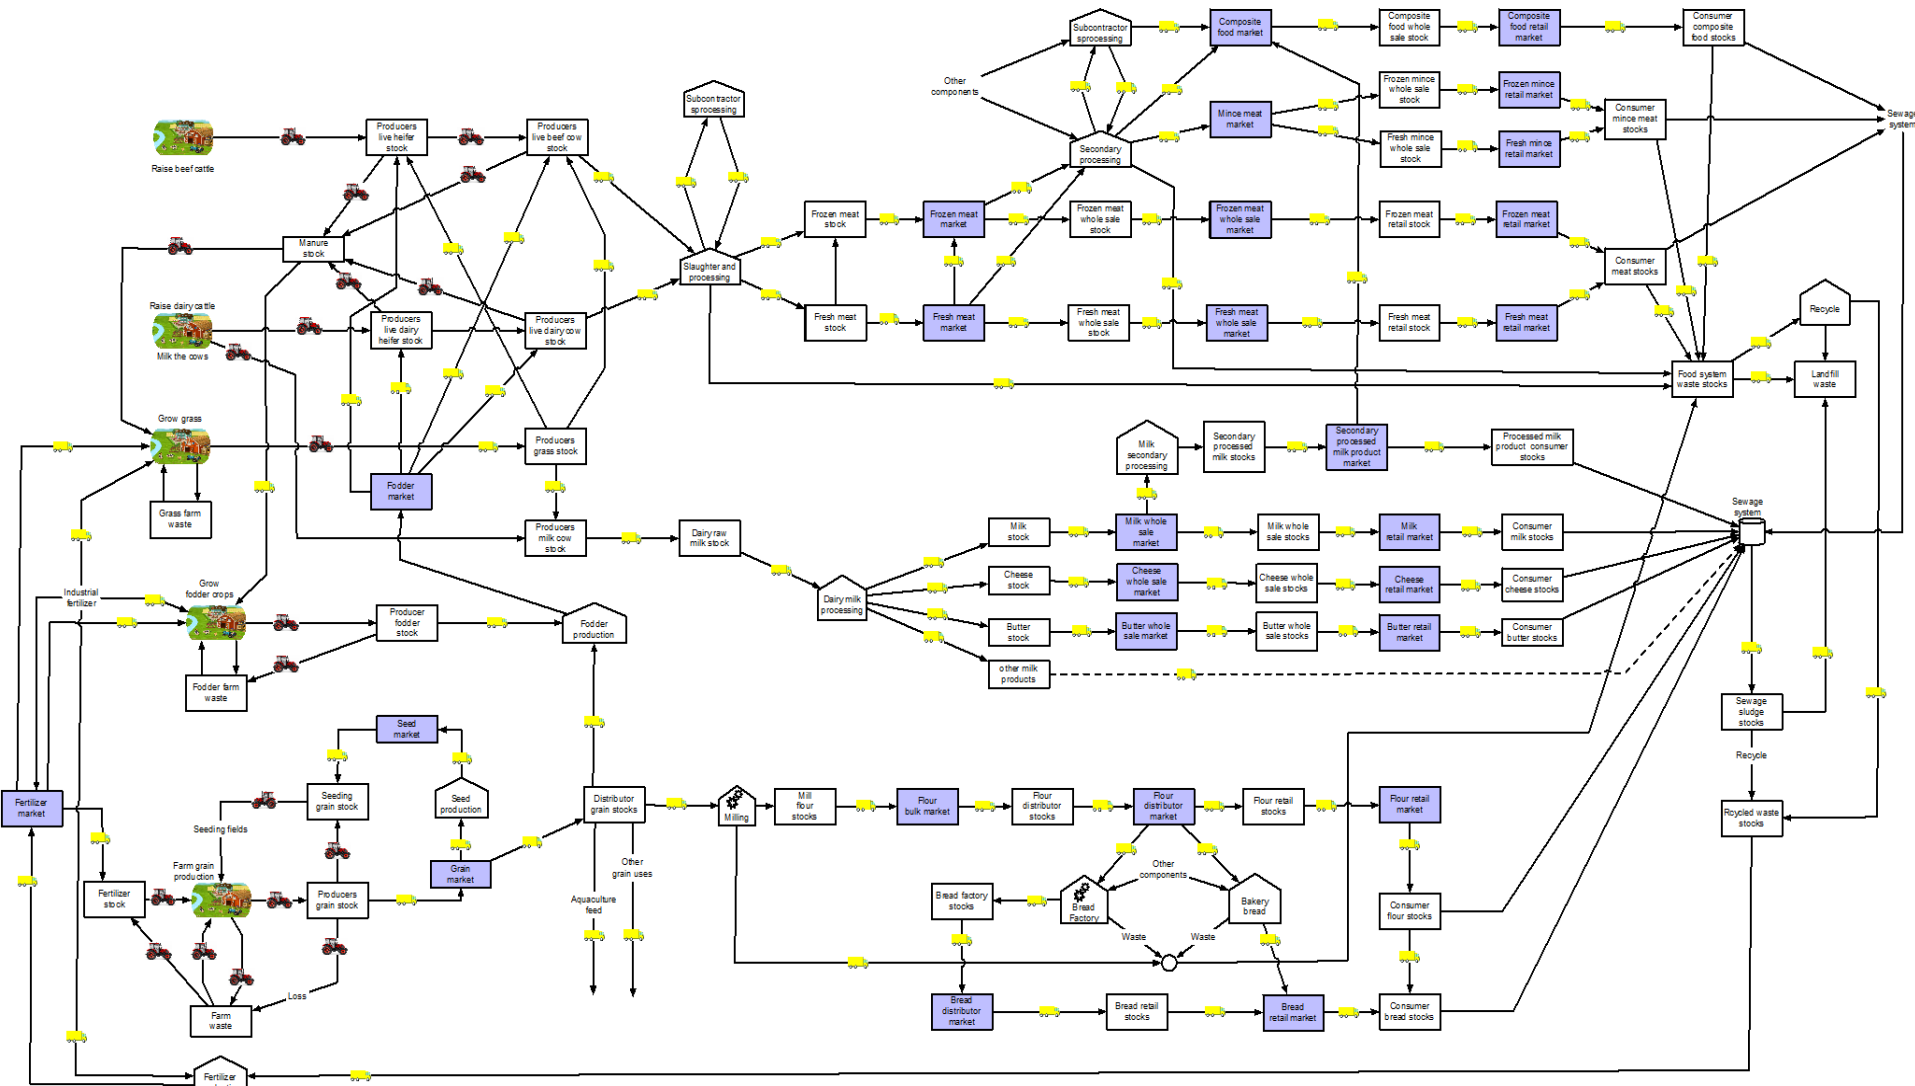 Subcontractor
sprocessing
Composite
food market
Composite
food whole
sale stock
Composite
food retail
market
Consumer
composite
food stocks
Other
components
Frozen mince
whole sale
stock
Frozen mince
retail market
Subcontractor
sprocessing
Mince meat
market
Consumer
mince meat
stocks
Sewage
system
Producers
live heifer
stock
Producers
live beef cow
stock
Raise beef cattle
Secondary
processing
Fresh mince
whole sale
stock
Fresh mince
retail market
Frozen meat
stock
Frozen meat
market
Frozen meat
whole sale
stock
Frozen meat
whole sale
market
Frozen meat
retail stock
Frozen meat
retail market
Manure
stock
Slaughter and
processing
Consumer
meat stocks
Raise dairy cattle
Milk the cows
Producers
live dairy
heifer stock
Producers
live dairy cow
stock
Fresh meat
stock
Fresh meat
market
Fresh meat
whole sale
stock
Fresh meat
whole sale
market
Fresh meat
retail stock
Fresh meat
retail market
Recycle
Food system
waste stocks
Landfill
waste
Grow grass
Producers
grass stock
Milk
secondary
processing
Secondary
processed
milk stocks
Secondary
processed
milk product
market
Processed milk
product consumer
stocks
Fodder
market
Grass farm
waste
Producers
milk cow
stock
Dairy raw
milk stock
Milk
stock
Milk whole
sale
market
Milk whole
sale stocks
Milk
retail market
Consumer
milk stocks
Sewage
system
Industrial
fertilizer
Grow
fodder crops
Producer
fodder
stock
Fodder
production
Dairy milk
processing
Cheese
stock
Cheese
whole sale
market
Cheese whole
sale stocks
Cheese
retail market
Consumer
cheese stocks
Butter
stock
Butter whole
sale market
Butter whole
sale stocks
Butter retail
market
Consumer
butter stocks
other milk
products
Fodder farm
waste
Seed
market
Sewage
sludge
stocks
Recycle
Fertilizer
market
Seeding
grain stock
Seed
production
Distributor
grain stocks
Milling
Mill
flour
stocks
Flour
bulk market
Flour
distributor
stocks
Flour
distributor
market
Flour retail
stocks
Flour retail
market
Rcycled waste
stocks
Seeding fields
Farm grain
production
Grain
market
Other
grain uses
Other
components
Fertilizer
stock
Producers
grain stock
Aquaculture
feed
Bread factory
stocks
Bread
Factory
Bakery
bread
Consumer
flour stocks
Waste
Waste
Loss
Farm
waste
Bread
distributor
market
Bread retail
stocks
Bread
retail market
Consumer
bread stocks
Fertilizer